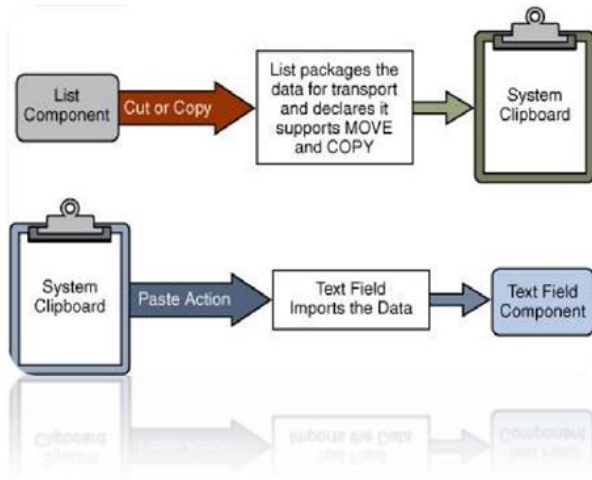 List
Component
Cut or Copy
List packages the
data for transport
and declares it
supports MOVE
and COPY
System
Clipboard
System
Clipboard
Paste Action
Text Field
Imports the Data
Text Field
Component